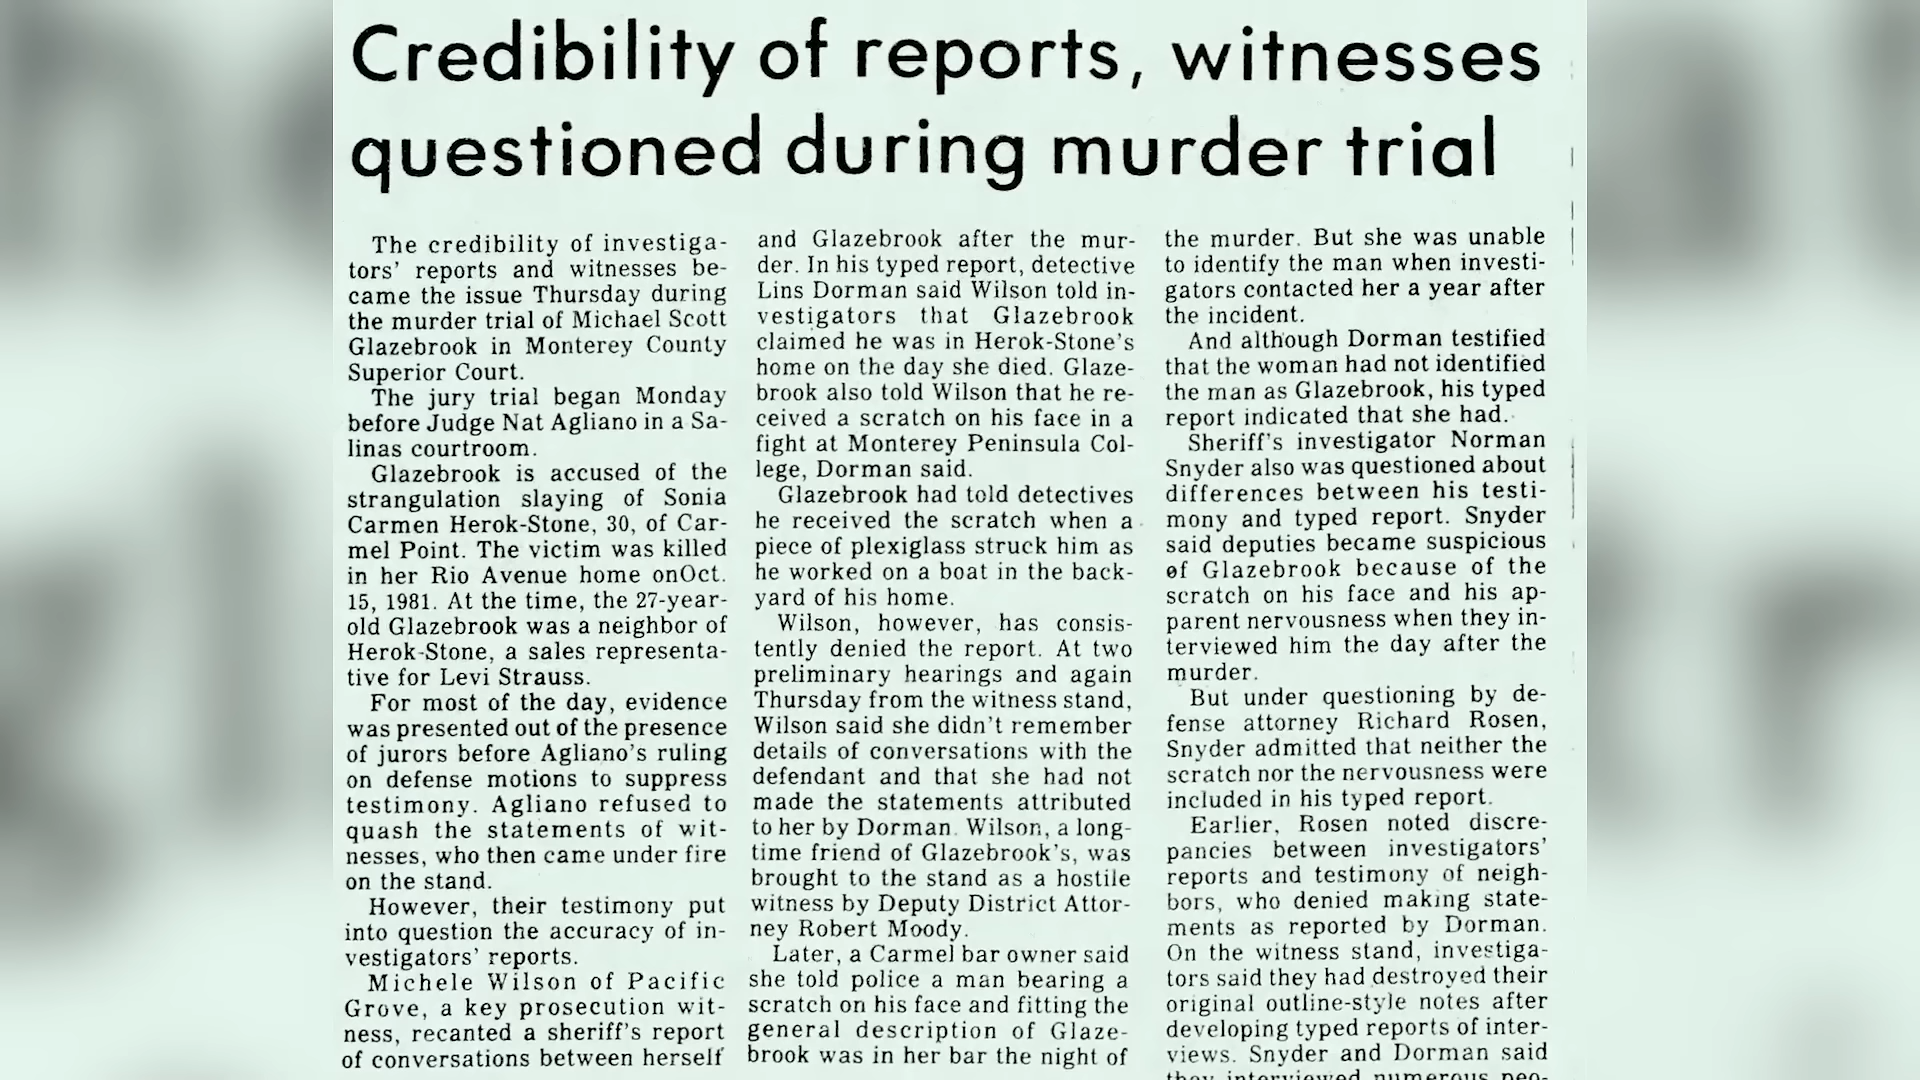 Credibility of reports, witnesses
questioned during murder trial
The credibility of investiga-
tors' reports and witnesses be-
came the issue Thursday during
the murder trial of Michael Scott
Glazebrook in Monterey County
Superior Court.
The jury trial began Monday
before Judge Nat Agliano in a Sa-
linas courtroom.
Glazebrook is accused of the
strangulation slaying of Sonia
Carmen Herok-Stone, 30, of Car-
mel Point. The victim was killed
in her Rio Avenue home onOct.
15, 1981. At the time, the 27-year-
old Glazebrook was a neighbor of
Herok-Stone, a sales representa-
tive for Levi Strauss.
For most of the day, evidence
was presented out of the presence
of jurors before Agliano's ruling
on defense motions to suppress
testimony. Agliano refused to
quash the statements of wit-
nesses, who then came under fire
on the stand.
However, their testimony put
into question the accuracy of in-
vestigators' reports.
Michele Wilson of Pacific
Grove, a key prosecution wit-
ness, recanted a sheriff's report
of conversations between herself
and Glazebrook after the mur-
der. In his typed report, detective
Lins Dorman said Wilson told in-
vestigators that Glazebrook
claimed he was in Herok-Stone's
home on the day she died. Glaze-
brook also told Wilson that he re-
ceived a scratch on his face in a
fight at Monterey Peninsula Col-
lege, Dorman said.
Glazebrook had told detectives
he received the scratch when a
piece of plexiglass struck him as
he worked on a boat in the back-
yard of his home.
Wilson, however, has consis-
tently denied the report. At two
preliminary hearings and again
Thursday from the witness stand,
Wilson said she didn't remember
details of conversations with the
defendant and that she had not
made the statements attributed
to her by Dorman. Wilson, a long-
time friend of Glazebrook's, was
brought to the stand as a hostile
witness by Deputy District Attor-
ney Robert Moody.
Later, a Carmel bar owner said
she told police a man bearing a
scratch on his face and fitting the
general description of Glaze-
brook was in her bar the night of
the murder. But she was unable
to identify the man when investi-
gators contacted her a year after
the incident.
And although Dorman testified
that the woman had not identified
the man as Glazebrook, his typed
report indicated that she had.
Sheriff's investigator Norman
Snyder also was questioned about
differences between his testi-
mony and typed report. Snyder
said deputies became suspicious
of Glazebrook because of the
scratch on his face and his ap-
parent nervousness when they in-
terviewed him the day after the
murder.
But under questioning by de-
fense attorney Richard Rosen,
Snyder admitted that neither the
scratch nor the nervousness were
included in his typed report.
Earlier, Rosen noted discre-
pancies between investigators'
reports and testimony of neigh-
bors, who denied making state-
ments as reported by Dorman.
On the witness stand, investiga-
tors said they had destroyed their
original outline-style notes after
developing typed reports of inter-
views. Snyder and Dorman said
they interviewed numerous peo-